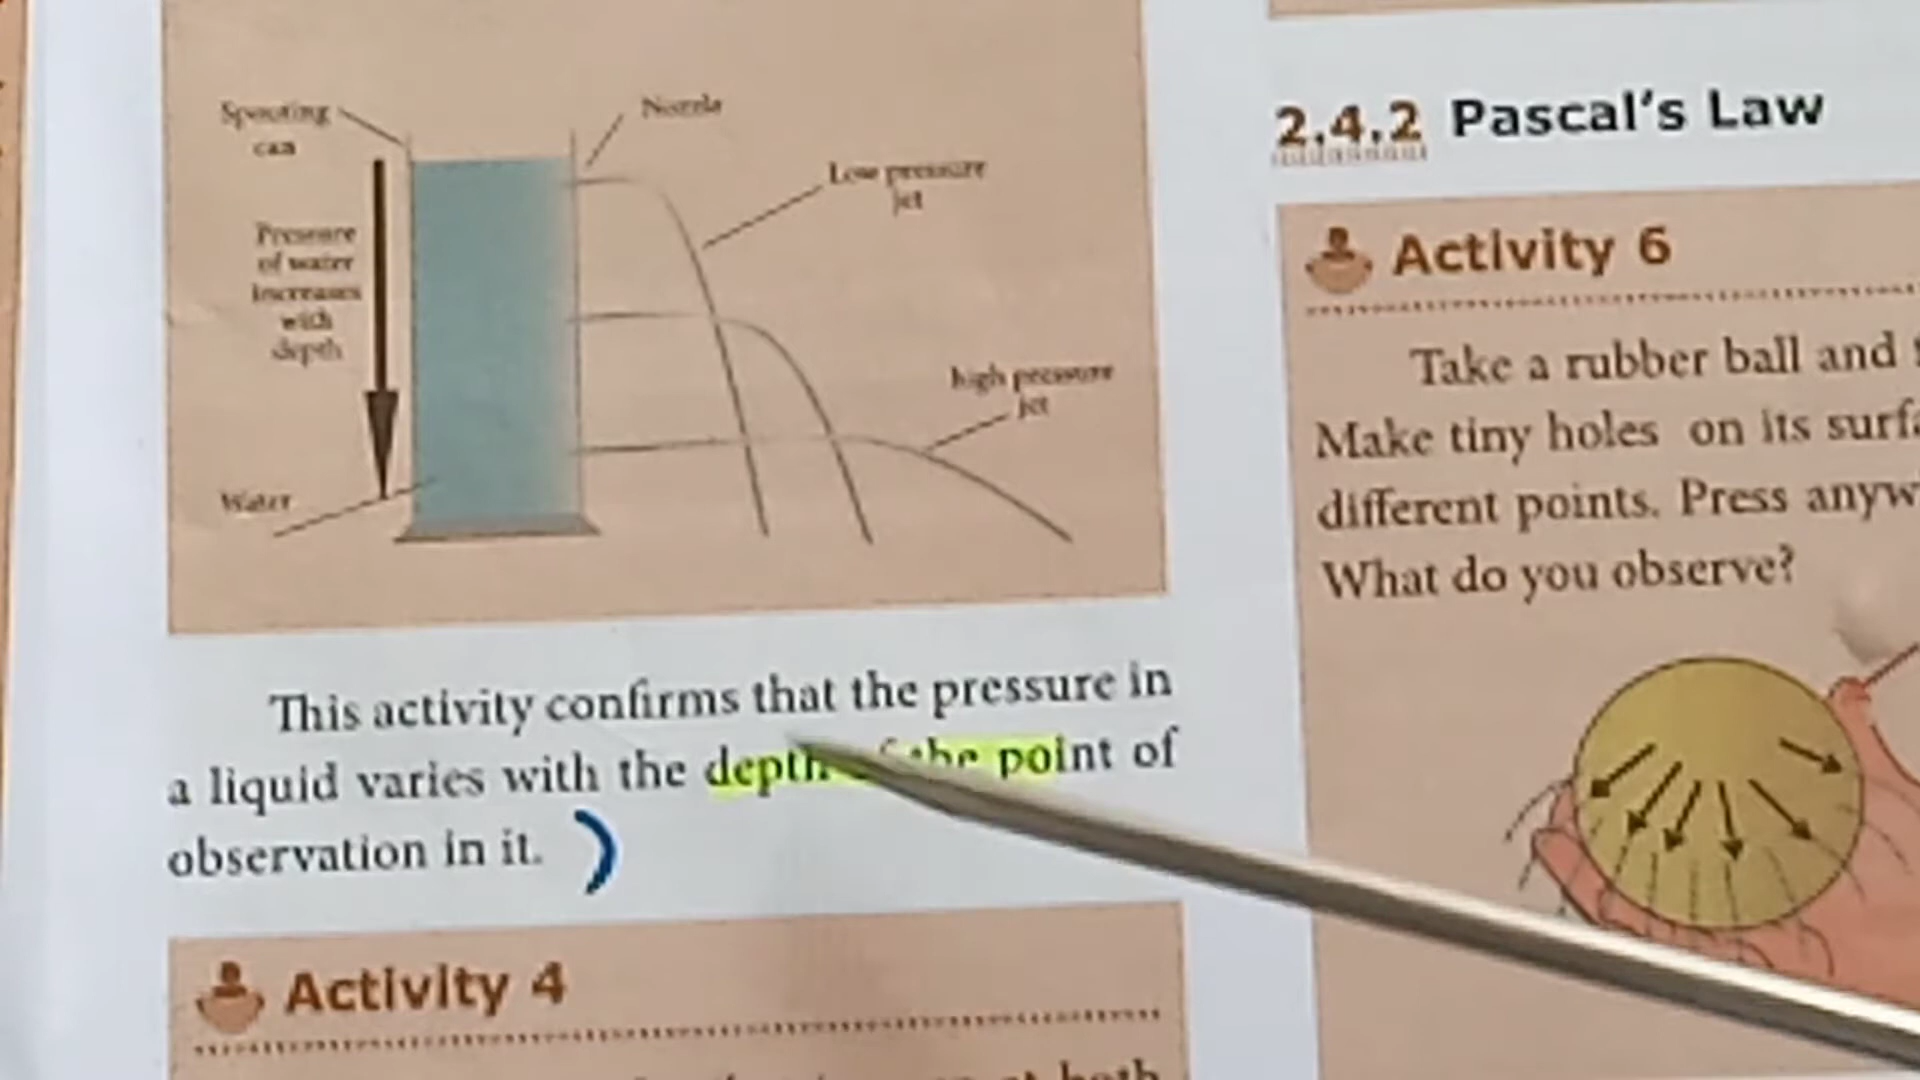 Spouting
can
Nozzle
Low pressure
jet
Pressure
of water
increases
with
depth
high pressure
jet
Water
This activity confirms that the pressure in
a liquid varies with the depth of the point of
observation in it.
Activity 4
both
2.4.2 Pascal's Law
Activity 6
Take a rubber ball and
Make tiny holes on its
different points. Press
What do you observe?